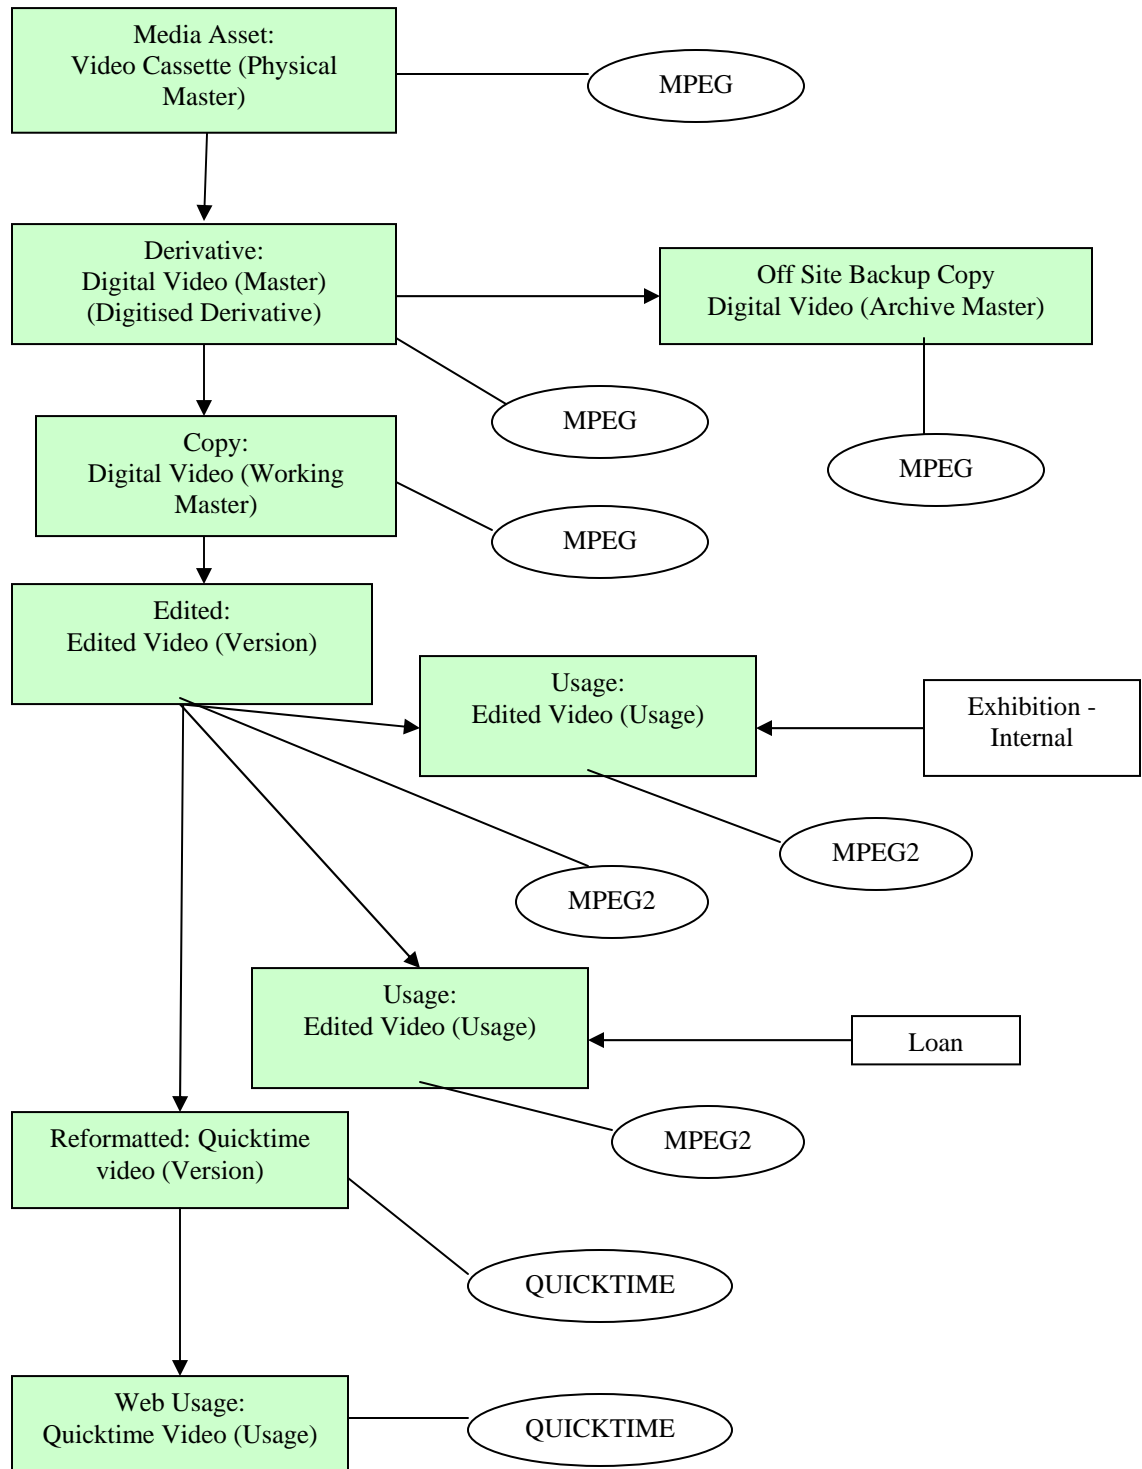 Media Asset:
Video Cassette (Physical
Master)
MPEG
Derivative:
Digital Video (Master)
(Digitised Derivative)
Off Site Backup Copy
Digital Video (Archive Master)
MPEG
MPEG
Copy:
Digital Video (Working
Master)
MPEG
Edited:
Edited Video (Version)
Usage:
Edited Video (Usage)
Exhibition -
Internal
MPEG2
MPEG2
Usage:
Edited Video (Usage)
Loan
MPEG2
Reformatted: Quicktime
video (Version)
QUICKTIME
Web Usage:
Quicktime Video (Usage)
QUICKTIME